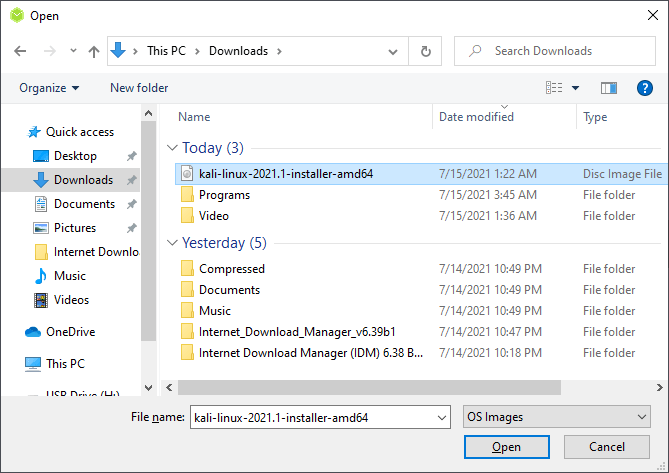 Open
This PC > Downloads >
Search Downloads
Organize
New folder
?
Name
Date modified
Type
Quick access
Desktop
Downloads
Documents
Pictures
Internet Downlo
Music
Videos
OneDrive
This PC
USB Drive (H:)
Today (3)
kali-linux-2021.1-installer-amd64 7/15/2021 1:22 AM Disc Image File
Programs 7/15/2021 3:45 AM File folder
Video 7/15/2021 1:36 AM File folder
Yesterday (5)
Compressed 7/14/2021 10:49 PM File folder
Documents 7/14/2021 10:49 PM File folder
Music 7/14/2021 10:49 PM File folder
Internet_Download_Manager_v6.39b1 7/14/2021 10:47 PM File folder
Internet Download Manager (IDM) 6.38 B... 7/14/2021 10:18 PM File folder
File name: kali-linux-2021.1-installer-amd64
OS Images
Open
Cancel